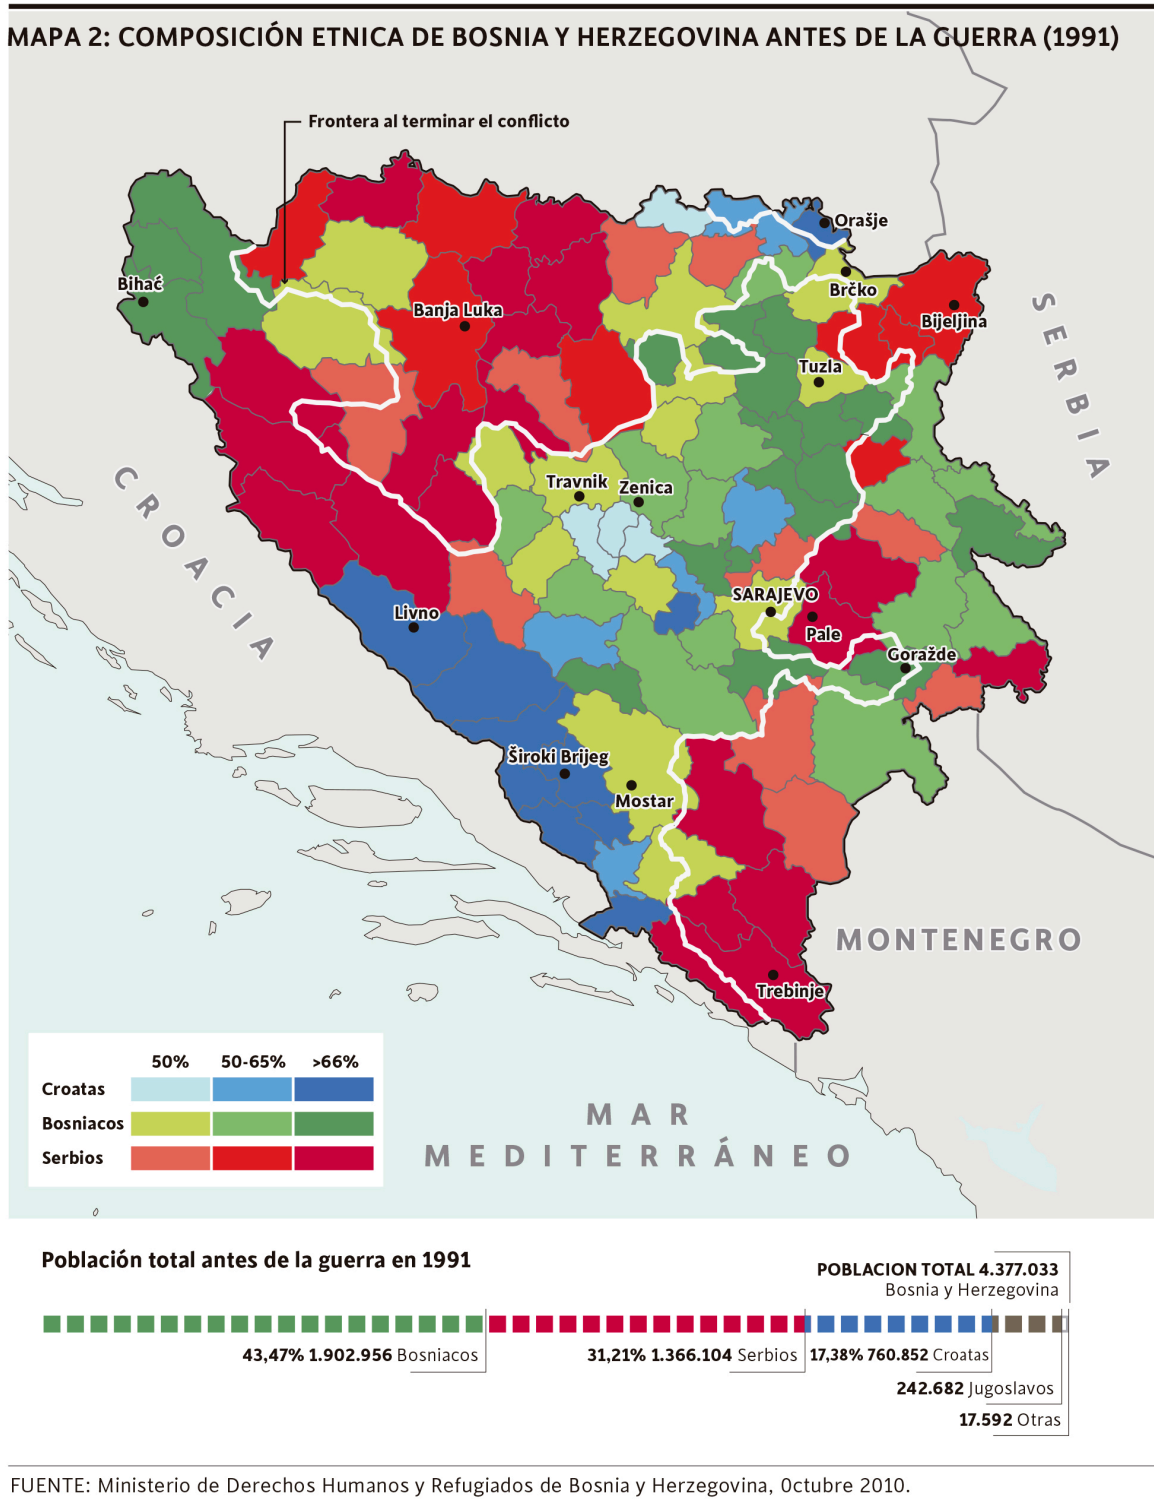 MAPA 2: COMPOSICIÓN ETNICA DE BOSNIA Y HERZEGOVINA ANTES DE LA GUERRA (1991)
Frontera al terminar el conflicto
Orašje
Bihać
Brčko
Banja Luka
Bijeljina
SERBIA
Tuzla
Travnik
Zenica
CROACIA
SARAJEVO
Livno
Pale
Goražde
Široki Brijeg
Mostar
MONTENEGRO
Trebinje
50% 50-65% >66%
Croatas
Bosniacos
Serbios
MAR
MEDITERRÁNEO
Población total antes de la guerra en 1991
POBLACION TOTAL 4.377.033
Bosnia y Herzegovina
43,47% 1.902.956 Bosniacos
31,21% 1.366.104 Serbios
17,38% 760.852 Croatas
242.682 Jugoslavos
17.592 Otras
FUENTE: Ministerio de Derechos Humanos y Refugiados de Bosnia y Herzegovina, Octubre 2010.